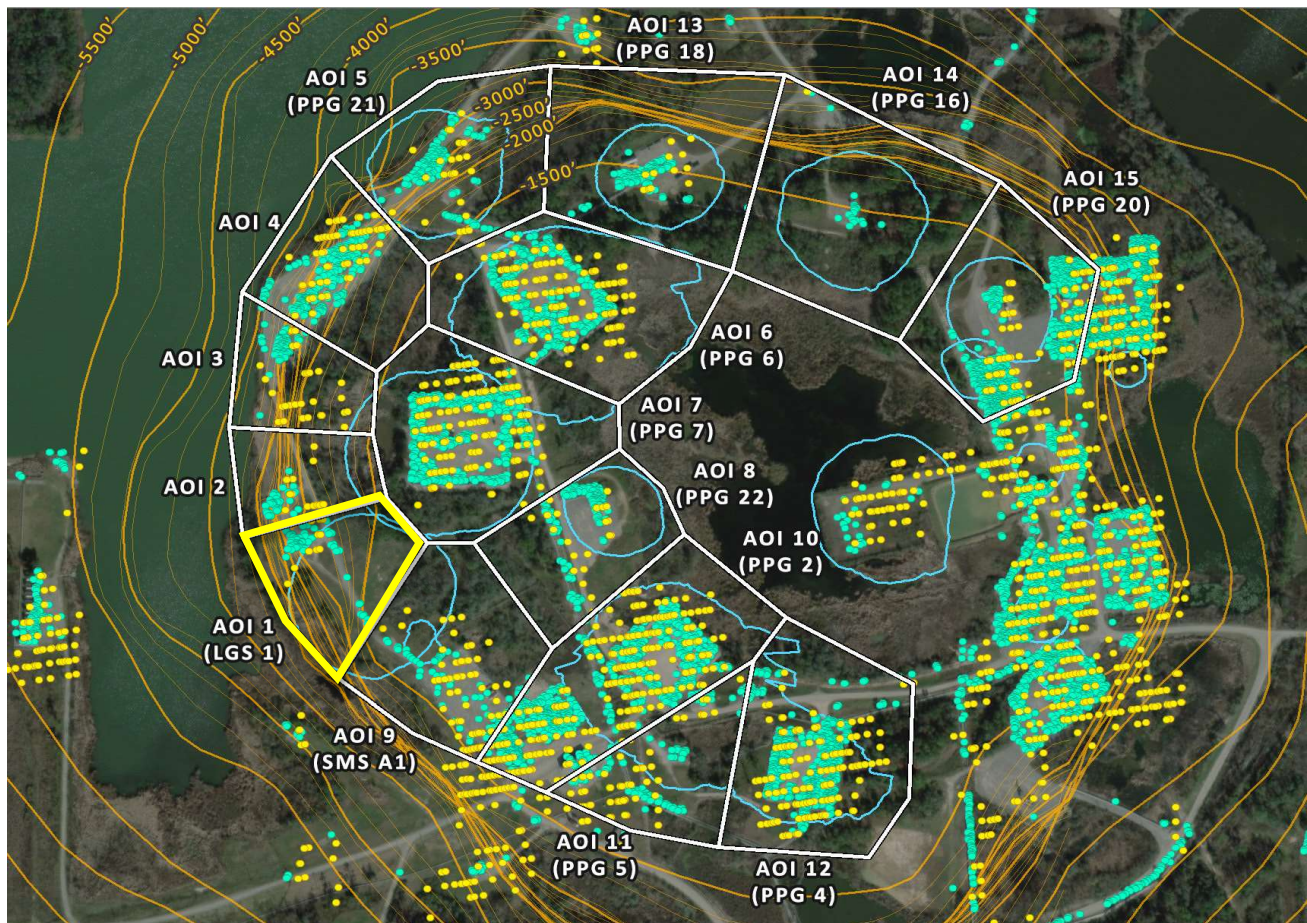 -5500'
-5000'
-4500'
-4000'
-3500'
-3000'
-2500'
-2000'
-1500'
AOI 13
(PPG 18)
AOI 14
(PPG 16)
AOI 5
(PPG 21)
AOI 15
(PPG 20)
AOI 4
AOI 3
AOI 6
(PPG 6)
AOI 7
(PPG 7)
AOI 2
AOI 8
(PPG 22)
AOI 10
(PPG 2)
AOI 1
(LGS 1)
AOI 9
(SMS A1)
AOI 11
(PPG 5)
AOI 12
(PPG 4)